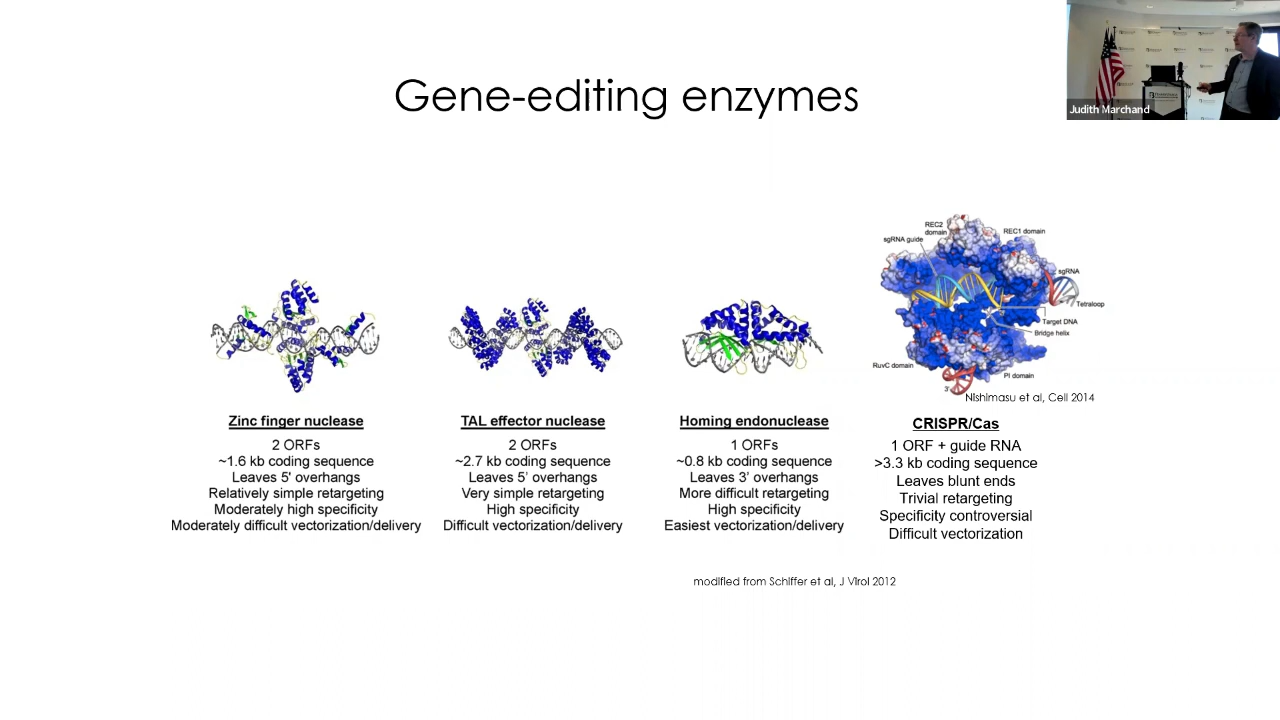 Gene-editing enzymes
Judith Marchand
REC2
domain
REC1 domain
sgRNA guide
sgRNA
Tetraloop
Target DNA
Bridge helix
RuvC domain
PI domain
3'
Nishimasu et al, Cell 2014
Zinc finger nuclease
2 ORFs
~1.6 kb coding sequence
Leaves 5' overhangs
Relatively simple retargeting
Moderately high specificity
Moderately difficult vectorization/delivery
TAL effector nuclease
2 ORFs
~2.7 kb coding sequence
Leaves 5’ overhangs
Very simple retargeting
High specificity
Difficult vectorization/delivery
Homing endonuclease
1 ORFs
~0.8 kb coding sequence
Leaves 3’ overhangs
More difficult retargeting
High specificity
Easiest vectorization/delivery
CRISPR/Cas
1 ORF + guide RNA
>3.3 kb coding sequence
Leaves blunt ends
Trivial retargeting
Specificity controversial
Difficult vectorization
modified from Schiffer et al, J Virol 2012